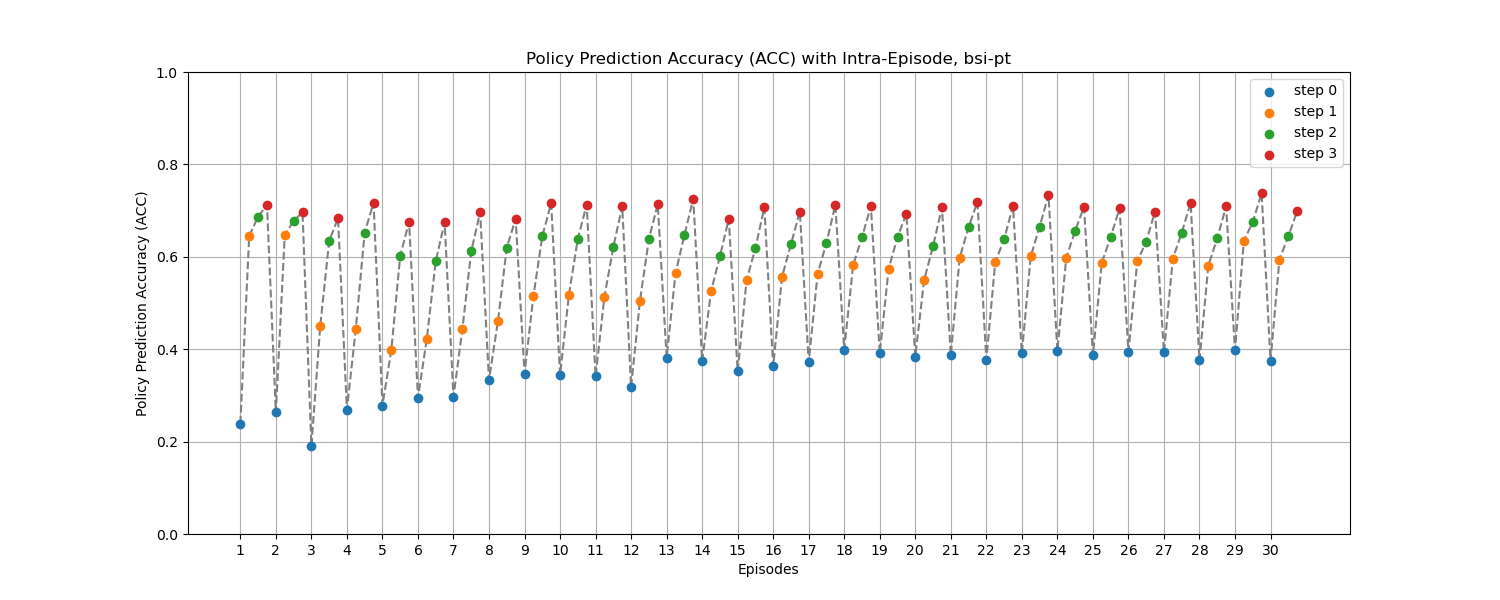 Policy Prediction Accuracy (ACC) with Intra-Episode, bsi-pt
1.0
0.8
0.6
0.4
0.2
0.0
Policy Prediction Accuracy (ACC)
step 0
step 1
step 2
step 3
1 2 3 4 5 6 7 8 9 10 11 12 13 14 15 16 17 18 19 20 21 22 23 24 25 26 27 28 29 30
Episodes